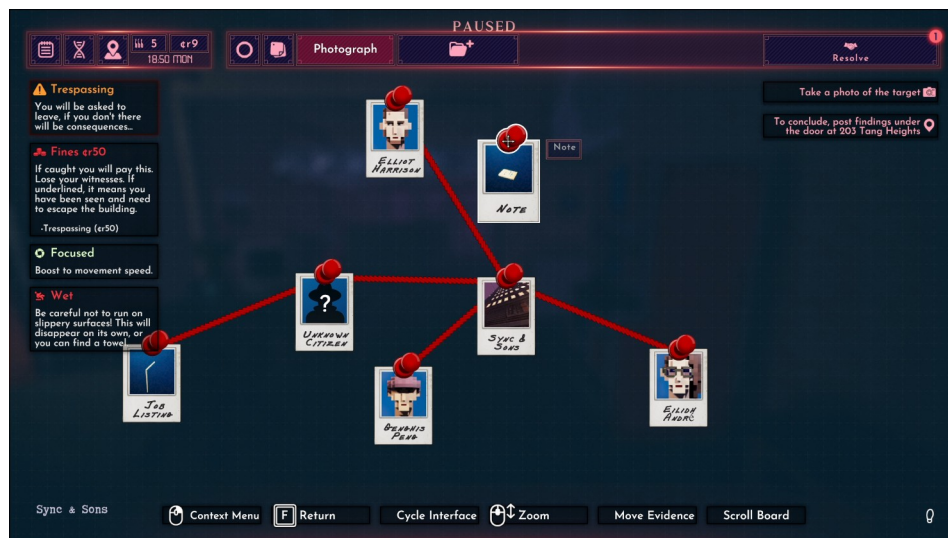 PAUSED
5
¢r9
18:50 MON
Photograph
1
Resolve
Trespassing
You will be asked to
leave, if you don't there
will be consequences...
Fines ¢r50
If caught you will pay this.
Lose your witnesses. If
underlined, it means you
have been seen and need
to escape the building.
-Trespassing (¢r50)
Focused
Boost to movement speed.
Wet
Be careful not to run on
slippery surfaces! This will
disappear on its own, or
you can find a towel
Take a photo of the target
To conclude, post findings under
the door at 203 Tang Heights
ELLIOT
HARRISON
NOTE
Note
?
UNKNOWN
CITIZEN
SYNC &
SONS
JOB
LISTING
GENGHIS
PENG
EILIDH
ANDRÉ
Sync & Sons
Context Menu
F Return
Cycle Interface
Zoom
Move Evidence
Scroll Board